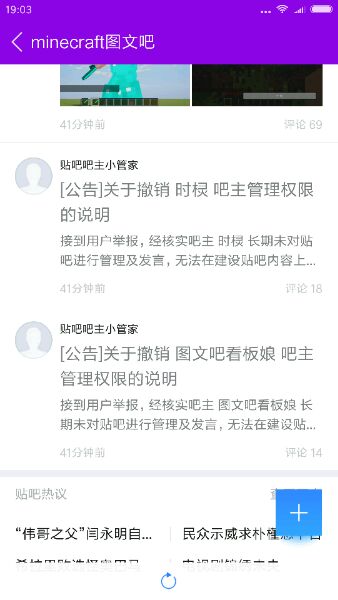 19:03
minecraft图文吧
41分钟前 评论 69
贴吧吧主小管家
[公告]关于撤销 时棂 吧主管理权限
的说明
接到用户举报，经核实吧主 时棂 长期未对贴
吧进行管理及发言，无法在建设贴吧内容上...
41分钟前 评论 18
贴吧吧主小管家
[公告]关于撤销 图文吧看板娘 吧主
管理权限的说明
接到用户举报，经核实吧主 图文吧看板娘 长
期未对贴吧进行管理及发言，无法在建设贴...
41分钟前 评论 14
贴吧热议
“伟哥之父”闫永明自... 民众示威求朴槿惠下台